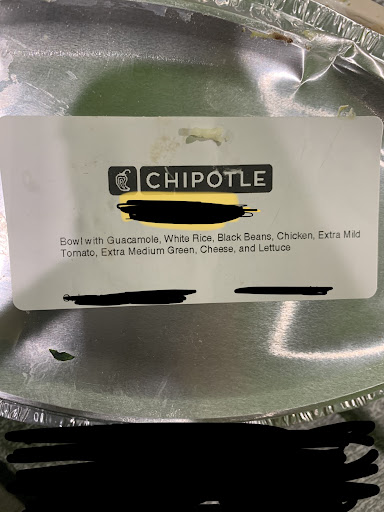 CHIPOTLE
Bowl with Guacamole, White Rice, Black Beans, Chicken, Extra Mild
Tomato, Extra Medium Green, Cheese, and Lettuce